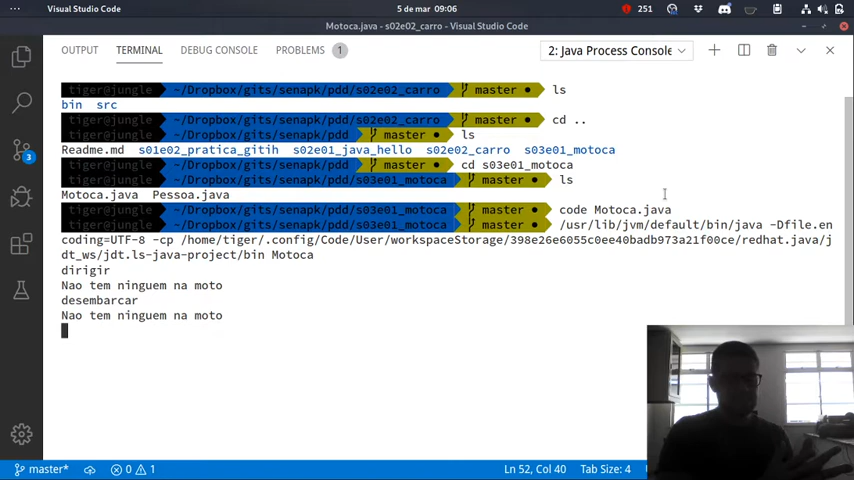 Visual Studio Code
5 de mar 09:06
251
Motoca.java - s02e02_carro - Visual Studio Code
OUTPUT TERMINAL DEBUG CONSOLE PROBLEMS 1
2: Java Process Console
tiger@jungle ~/Dropbox/gits/senapk/pdd/s02e02_carro master ● ls
bin src
tiger@jungle ~/Dropbox/gits/senapk/pdd/s02e02_carro master ● cd ..
tiger@jungle ~/Dropbox/gits/senapk/pdd master ● ls
Readme.md s01e02_pratica_gitih s02e01_java_hello s02e02_carro s03e01_motoca
tiger@jungle ~/Dropbox/gits/senapk/pdd master ● cd s03e01_motoca
tiger@jungle ~/Dropbox/gits/senapk/pdd/s03e01_motoca master ● ls
Motoca.java Pessoa.java
tiger@jungle ~/Dropbox/gits/senapk/pdd/s03e01_motoca master ● code Motoca.java
tiger@jungle ~/Dropbox/gits/senapk/pdd/s03e01_motoca master ● /usr/lib/jvm/default/bin/java -Dfile.en
coding=UTF-8 -cp /home/tiger/.config/Code/User/workspaceStorage/398e26e6055c0ee40badb973a21f00ce/redhat.java/j
dt_ws/jdt.ls-java-project/bin Motoca
dirigir
Nao tem ninguem na moto
desembarcar
Nao tem ninguem na moto
3
master* 0 1 Ln 52, Col 40 Tab Size: 4